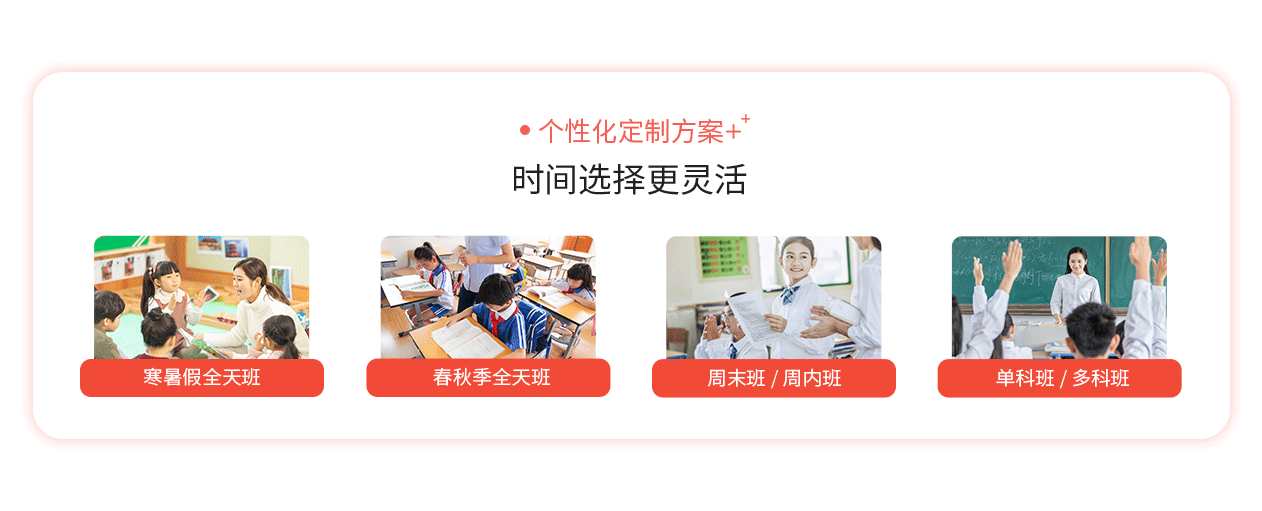 • 个性化定制方案++
时间选择更灵活
寒暑假全天班
春秋季全天班
周末班 / 周内班
单科班 / 多科班